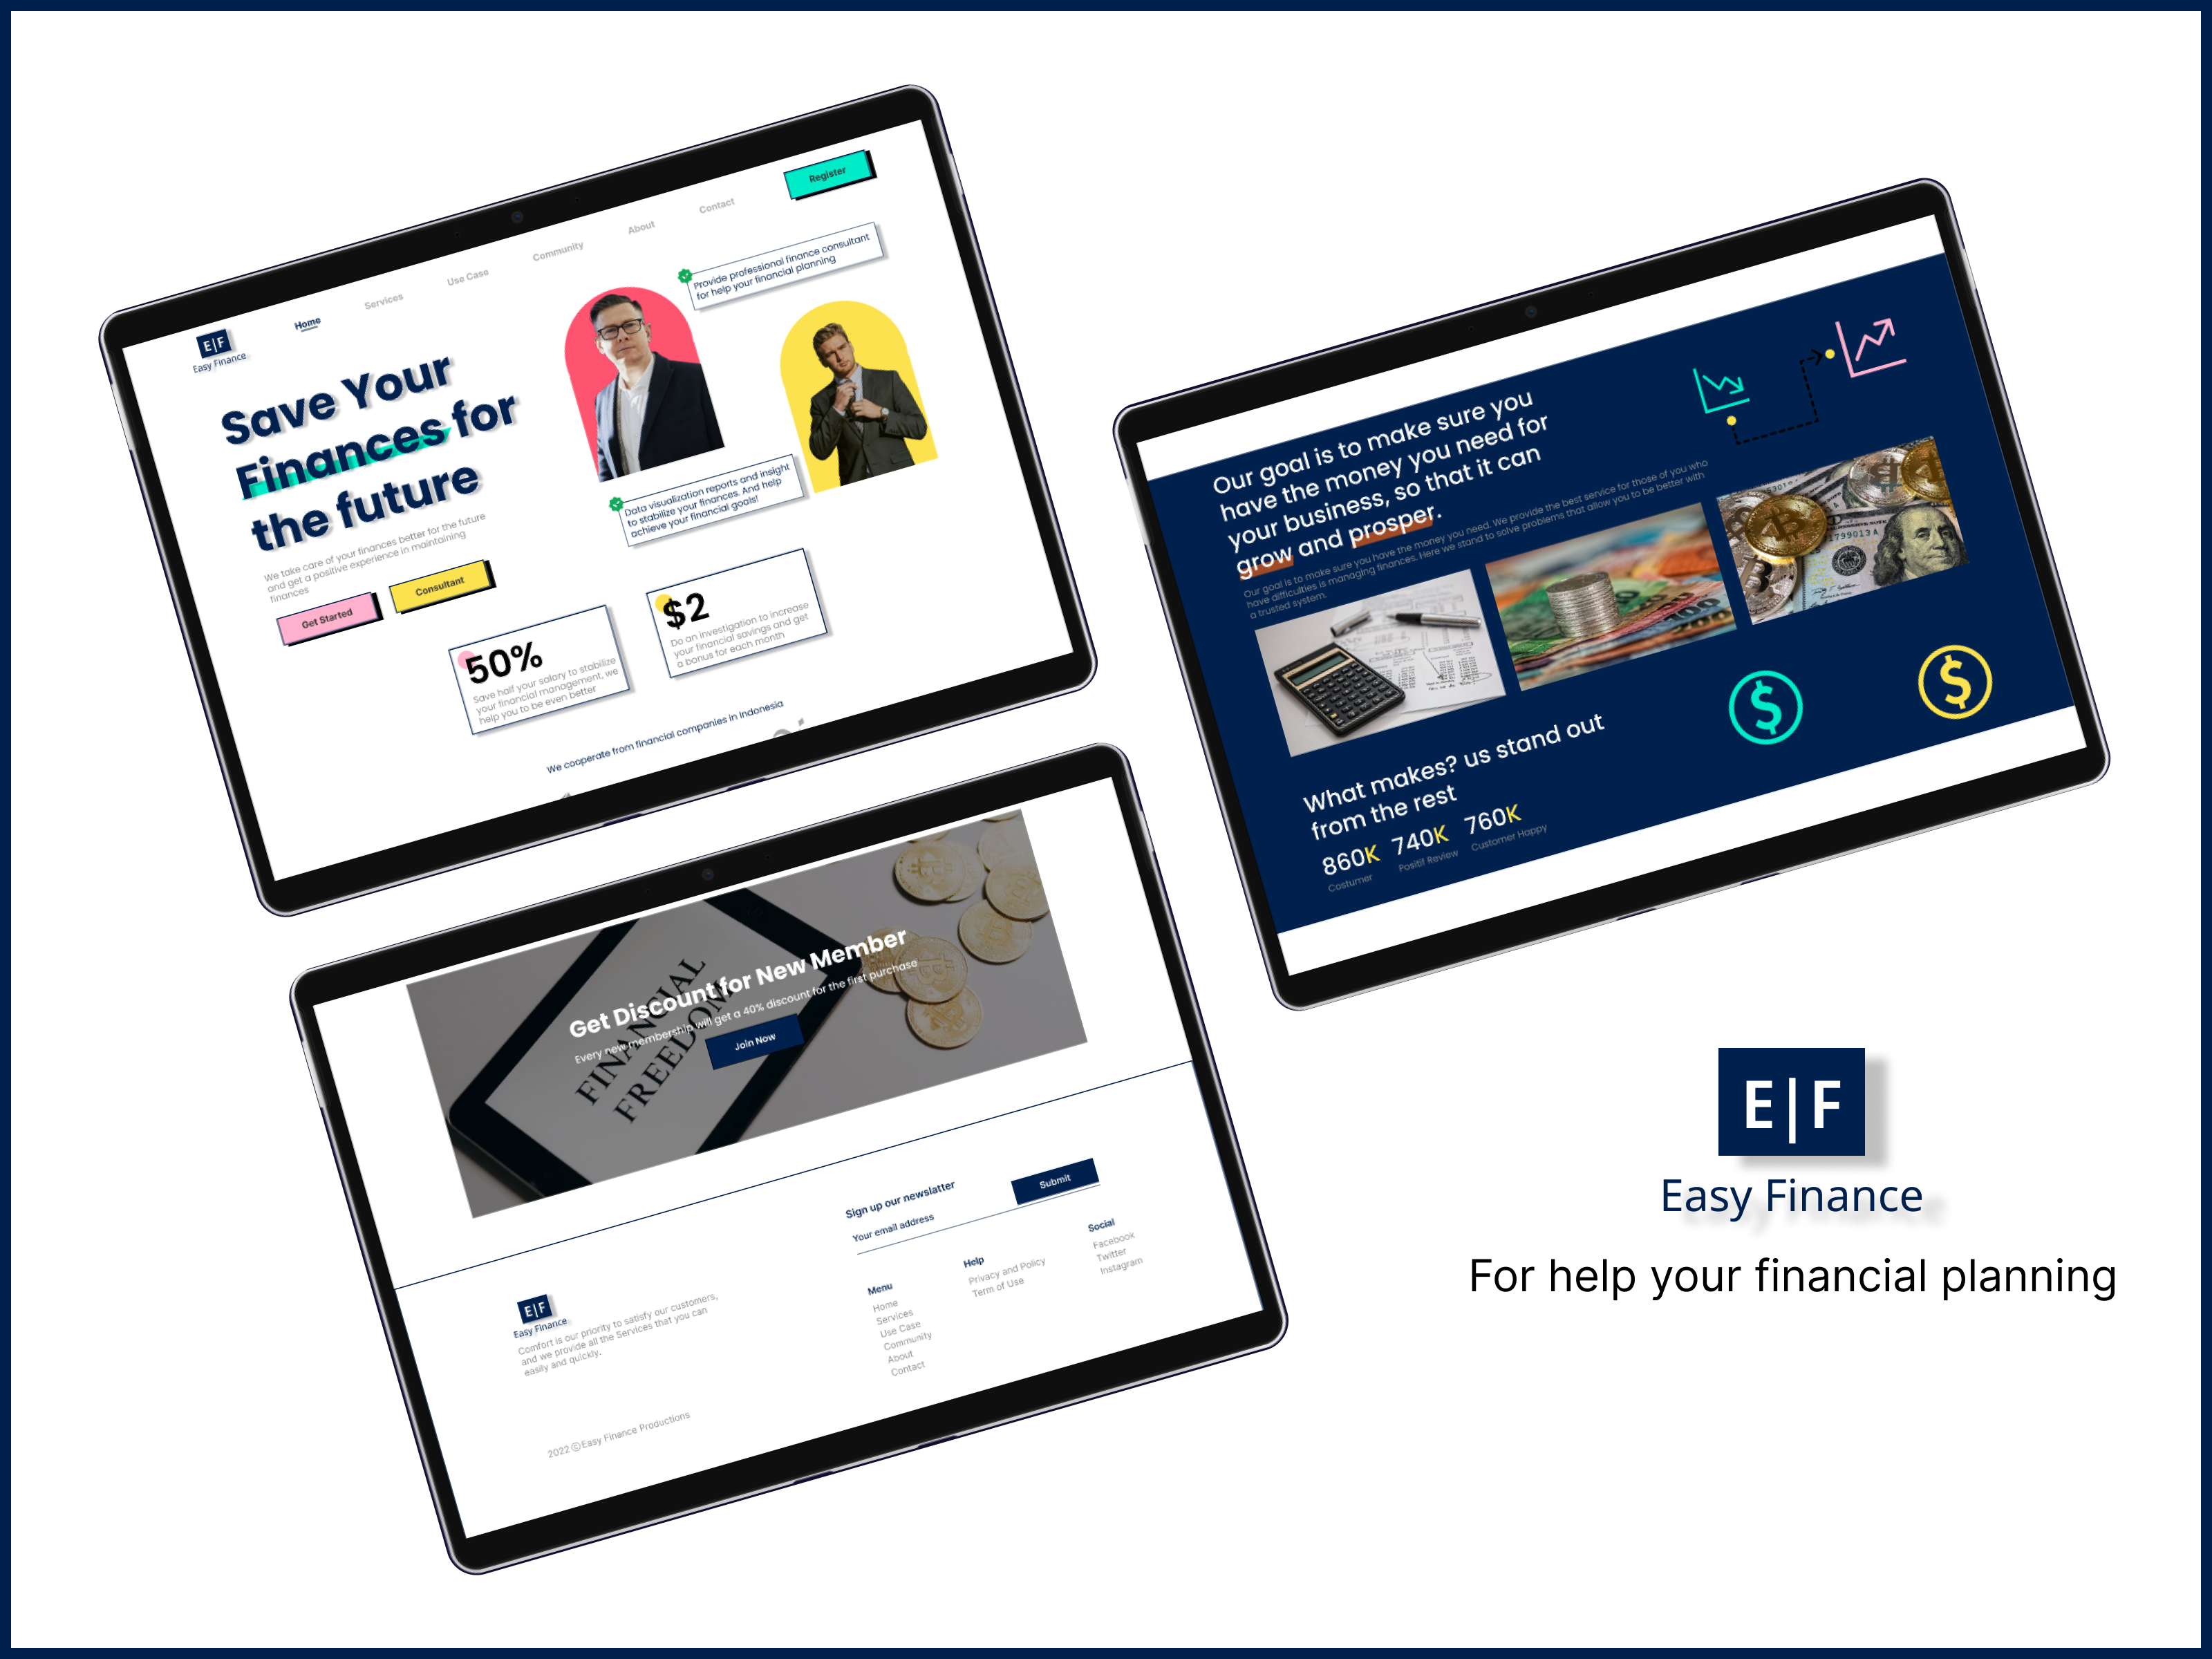 E|F
Easy Finance
Home
Services
Use Case
Community
About
Contact
Register
Save Your
Finances for
the future
We take care of your finances better for the future
and get a positive experience in maintaining
finances
Get Started
Consultant
Provide professional finance consultant
for help your financial planning
Data visualization reports and insight
to stabilize your finances. And help
achieve your financial goals!
50%
Save half your salary to stabilize
your financial management, we
help you to be even better
$2
Do an investigation to increase
your financial savings and get
a bonus for each month
We cooperate from financial companies in Indonesia
Our goal is to make sure you
have the money you need for
your business, so that it can
grow and prosper.
Our goal is to make sure you have the money you need. We provide the best service for those of you who
have difficulties is managing finances. Here we stand to solve problems that allow you to be better with
a trusted system.
What makes? us stand out
from the rest
860K
Costumer
740K
Positif Review
760K
Customer Happy
FINANCIAL
FREEDOM
Get Discount for New Member
Every new membership will get a 40% discount for the first purchase
Join Now
Sign up our newslatter
Your email address
Submit
E|F
Easy Finance
Comfort is our priority to satisfy our customers,
and we provide all the Services that you can
easily and quickly.
Menu
Home
Services
Use Case
Community
About
Contact
Help
Privacy and Policy
Term of Use
Social
Facebook
Twitter
Instagram
2022 © Easy Finance Productions
E|F
Easy Finance
For help your financial planning